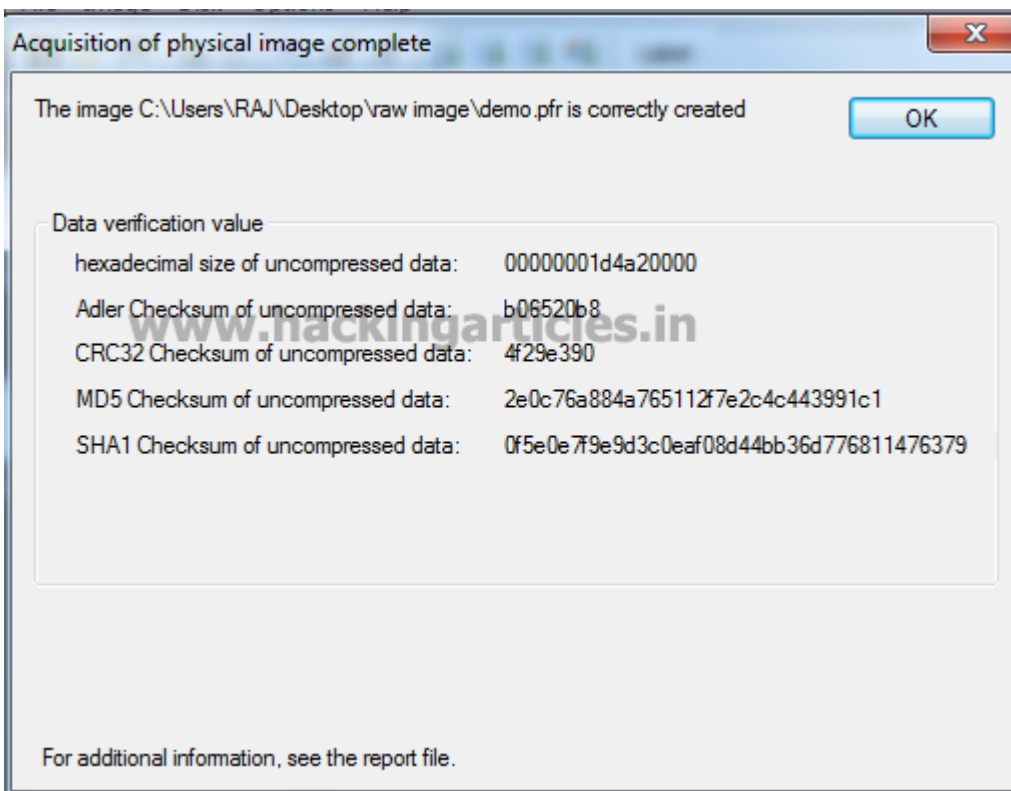 Acquisition of physical image complete
The image C:\Users\RAJ\Desktop\raw image\demo.pfr is correctly created
OK
Data verification value
hexadecimal size of uncompressed data: 00000001d4a20000
Adler Checksum of uncompressed data: b06520b8
www.hackingarticles.in
CRC32 Checksum of uncompressed data: 4f29e390
MD5 Checksum of uncompressed data: 2e0c76a884a765112f7e2c4c443991c1
SHA1 Checksum of uncompressed data: 0f5e0e7f9e9d3c0eaf08d44bb36d776811476379
For additional information, see the report file.